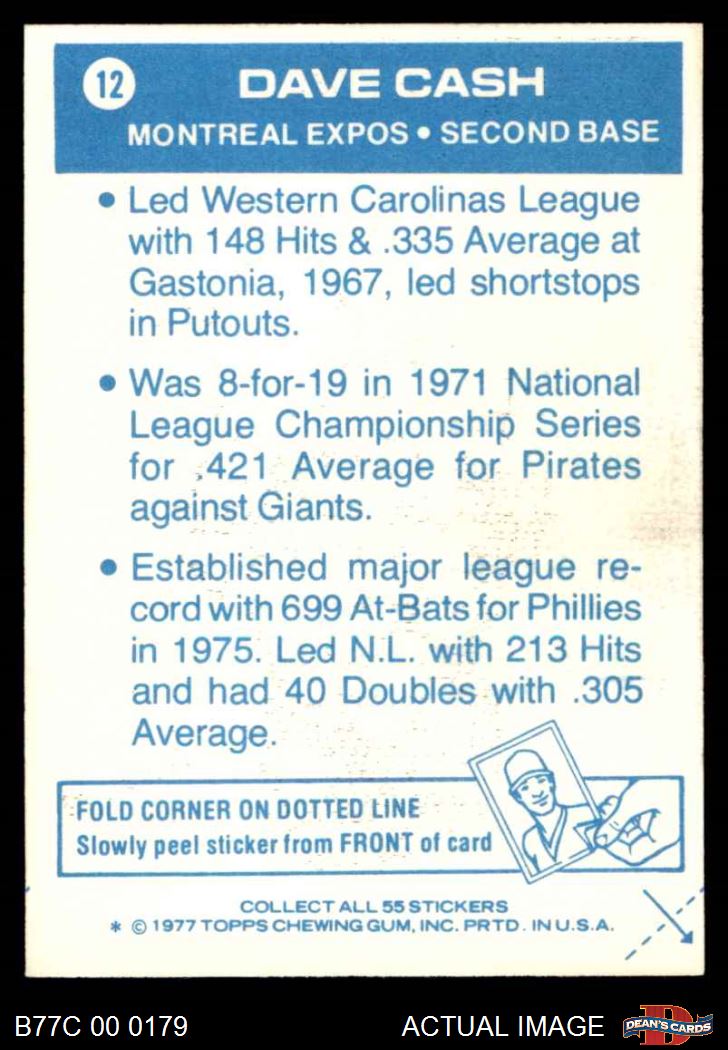 12
DAVE CASH
MONTREAL EXPOS • SECOND BASE
• Led Western Carolinas League
with 148 Hits & .335 Average at
Gastonia, 1967, led shortstops
in Putouts.
• Was 8-for-19 in 1971 National
League Championship Series
for .421 Average for Pirates
against Giants.
• Established major league re-
cord with 699 At-Bats for Phillies
in 1975. Led N.L. with 213 Hits
and had 40 Doubles with .305
Average.
FOLD CORNER ON DOTTED LINE
Slowly peel sticker from FRONT of card
COLLECT ALL 55 STICKERS
* © 1977 TOPPS CHEWING GUM, INC. PRTD. IN U.S.A.
B77C 00 0179
ACTUAL IMAGE
D
DEAN'S CARDS